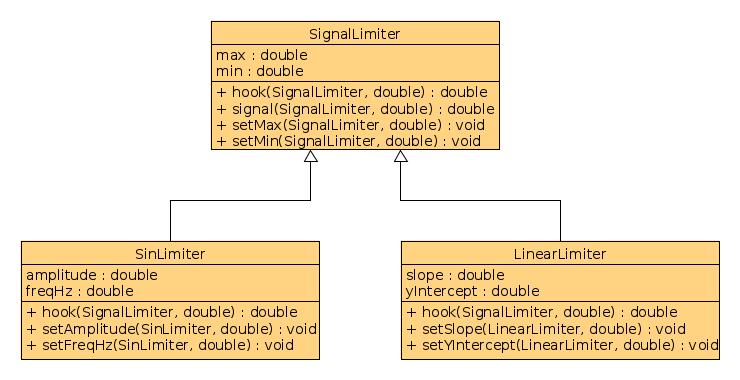 SignalLimiter
max : double
min : double
+ hook(SignalLimiter, double) : double
+ signal(SignalLimiter, double) : double
+ setMax(SignalLimiter, double) : void
+ setMin(SignalLimiter, double) : void
SinLimiter
amplitude : double
freqHz : double
+ hook(SignalLimiter, double) : double
+ setAmplitude(SinLimiter, double) : void
+ setFreqHz(SinLimiter, double) : void
LinearLimiter
slope : double
yIntercept : double
+ hook(SignalLimiter, double) : double
+ setSlope(LinearLimiter, double) : void
+ setYIntercept(LinearLimiter, double) : void